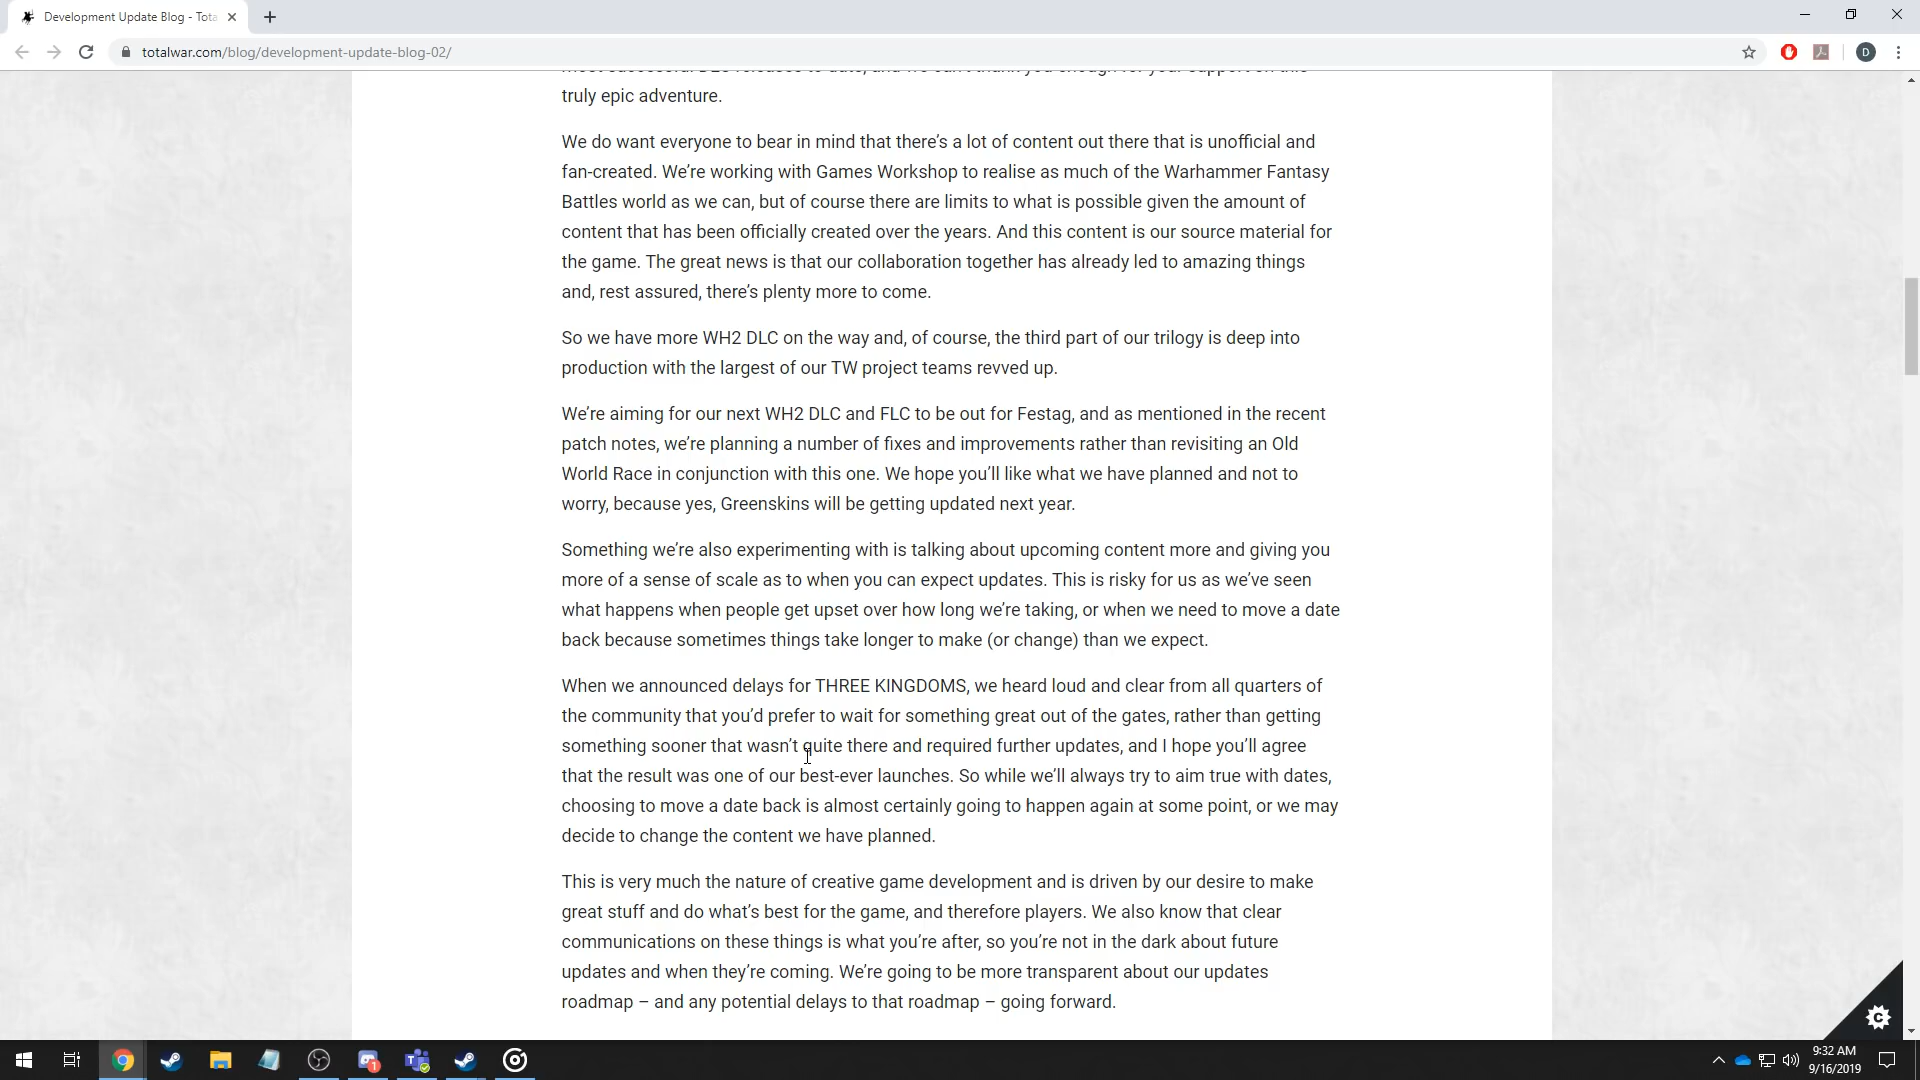 Development Update Blog - Tota
totalwar.com/blog/development-update-blog-02/
D
most successful DLC releases to date, and we can't thank you enough for your support on this
truly epic adventure.
We do want everyone to bear in mind that there's a lot of content out there that is unofficial and
fan-created. We're working with Games Workshop to realise as much of the Warhammer Fantasy
Battles world as we can, but of course there are limits to what is possible given the amount of
content that has been officially created over the years. And this content is our source material for
the game. The great news is that our collaboration together has already led to amazing things
and, rest assured, there's plenty more to come.
So we have more WH2 DLC on the way and, of course, the third part of our trilogy is deep into
production with the largest of our TW project teams revved up.
We're aiming for our next WH2 DLC and FLC to be out for Festag, and as mentioned in the recent
patch notes, we're planning a number of fixes and improvements rather than revisiting an Old
World Race in conjunction with this one. We hope you'll like what we have planned and not to
worry, because yes, Greenskins will be getting updated next year.
Something we're also experimenting with is talking about upcoming content more and giving you
more of a sense of scale as to when you can expect updates. This is risky for us as we've seen
what happens when people get upset over how long we're taking, or when we need to move a date
back because sometimes things take longer to make (or change) than we expect.
When we announced delays for THREE KINGDOMS, we heard loud and clear from all quarters of
the community that you'd prefer to wait for something great out of the gates, rather than getting
something sooner that wasn't quite there and required further updates, and I hope you'll agree
that the result was one of our best-ever launches. So while we'll always try to aim true with dates,
choosing to move a date back is almost certainly going to happen again at some point, or we may
decide to change the content we have planned.
This is very much the nature of creative game development and is driven by our desire to make
great stuff and do what's best for the game, and therefore players. We also know that clear
communications on these things is what you're after, so you're not in the dark about future
updates and when they're coming. We're going to be more transparent about our updates
roadmap – and any potential delays to that roadmap – going forward.
9:32 AM
9/16/2019